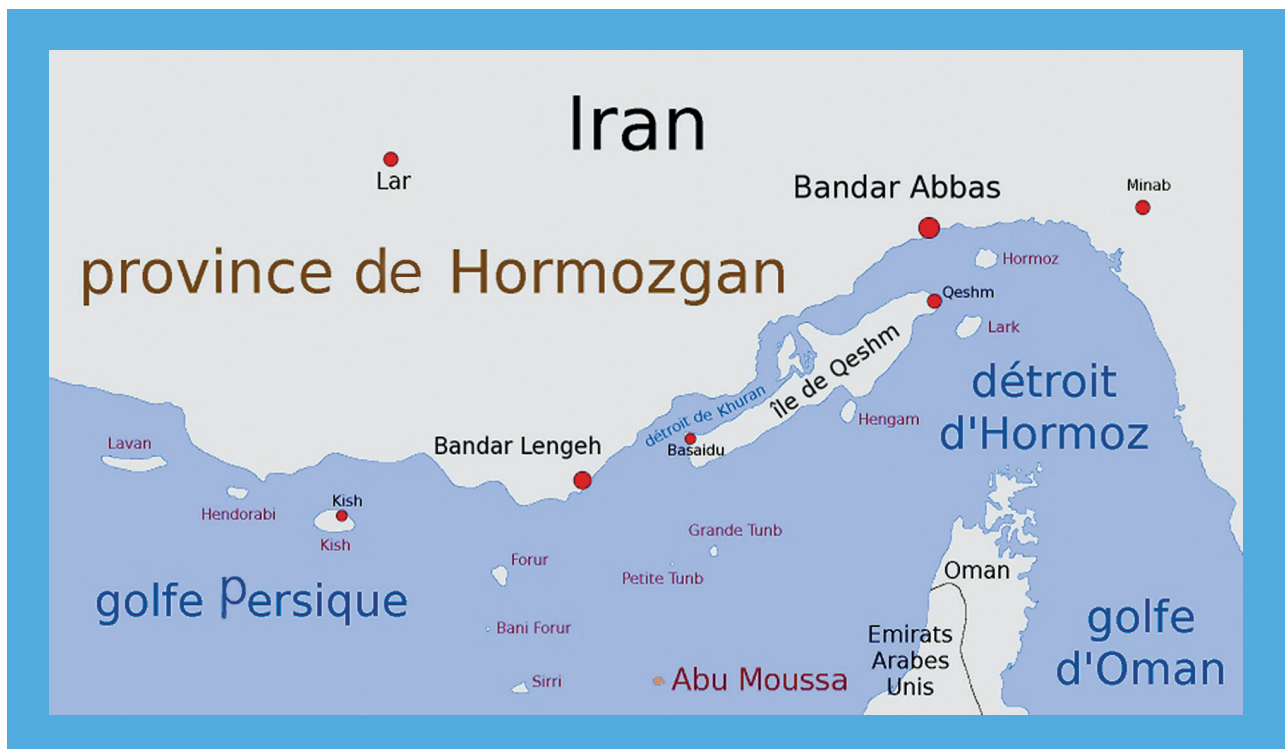 Iran
Lar
Bandar Abbas
Minab
province de Hormozgan
Hormoz
Qeshm
Lark
île de Qeshm
détroit
d'Hormoz
détroit de Khuran
Hengam
Lavan
Bandar Lengeh
Basaidu
Hendorabi
Kish
Kish
Grande Tunb
Forur
Petite Tunb
Oman
golfe Persique
Bani Forur
Emirats
Arabes
Unis
golfe
d'Oman
Sirri
Abu Moussa